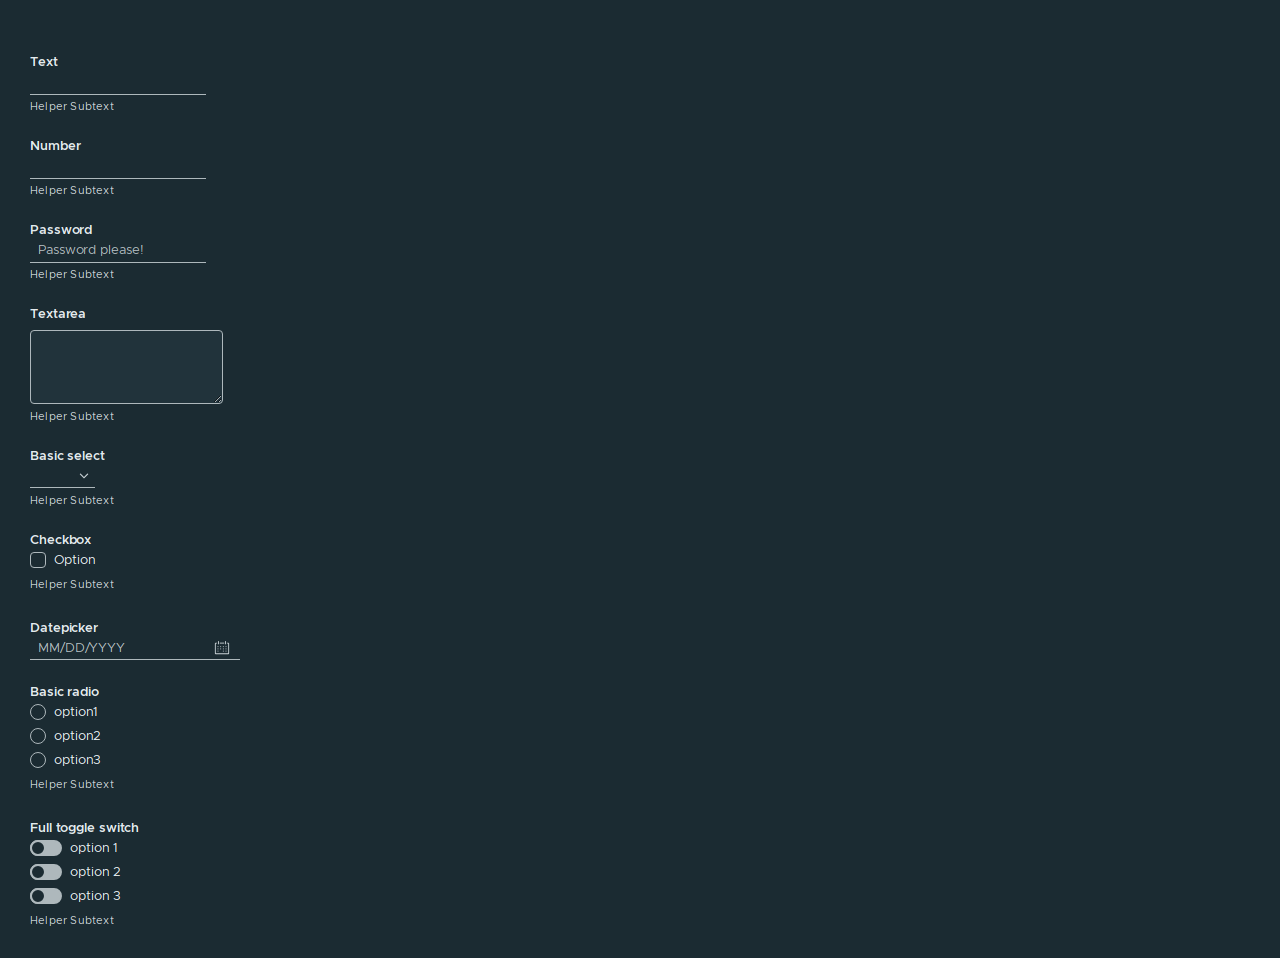 Text
Helper Subtext
Number
Helper Subtext
Password
Password please!
Helper Subtext
Textarea
Helper Subtext
Basic select
Helper Subtext
Checkbox
Option
Helper Subtext
Datepicker
MM/DD/YYYY
Basic radio
option1
option2
option3
Helper Subtext
Full toggle switch
option 1
option 2
option 3
Helper Subtext